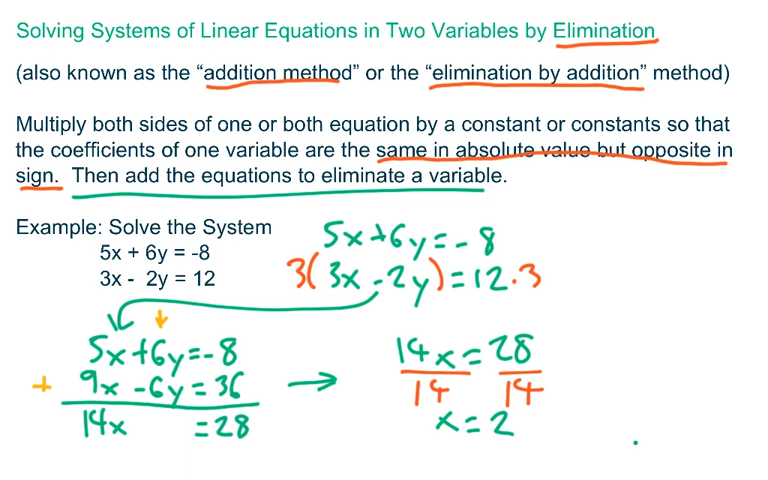 Solving Systems of Linear Equations in Two Variables by Elimination
(also known as the “addition method” or the “elimination by addition” method)
Multiply both sides of one or both equation by a constant or constants so that
the coefficients of one variable are the same in absolute value but opposite in
sign. Then add the equations to eliminate a variable.
Example: Solve the System
5x + 6y = -8
3x - 2y = 12
5x+6y=-8
3(3x-2y)=12.3
5x+6y=-8
+ 9x -6y=36
14x =28
14x=28
14 14
x=2